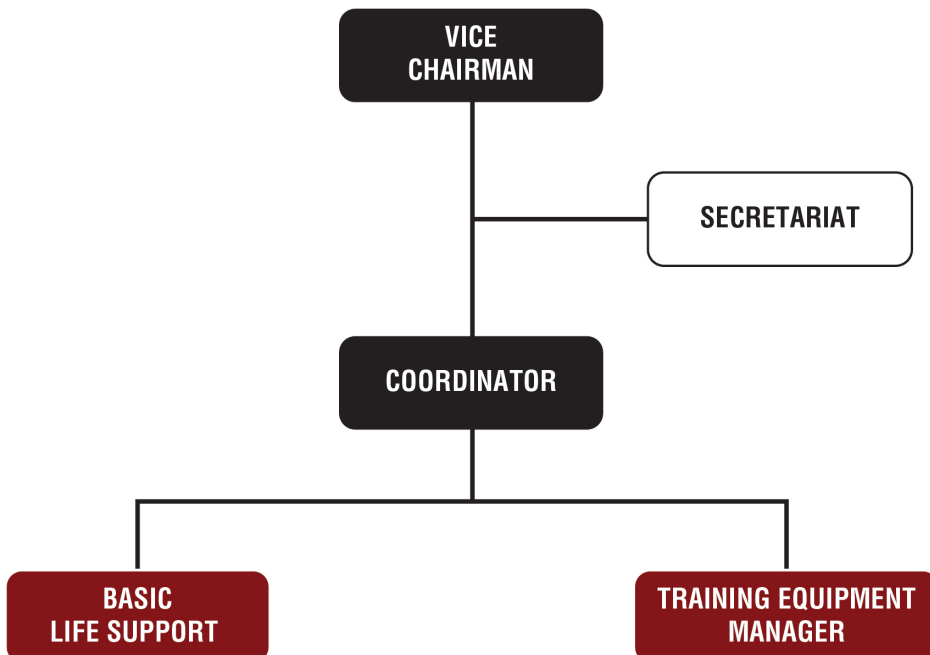 VICE
CHAIRMAN
SECRETARIAT
COORDINATOR
BASIC
LIFE SUPPORT
TRAINING EQUIPMENT
MANAGER